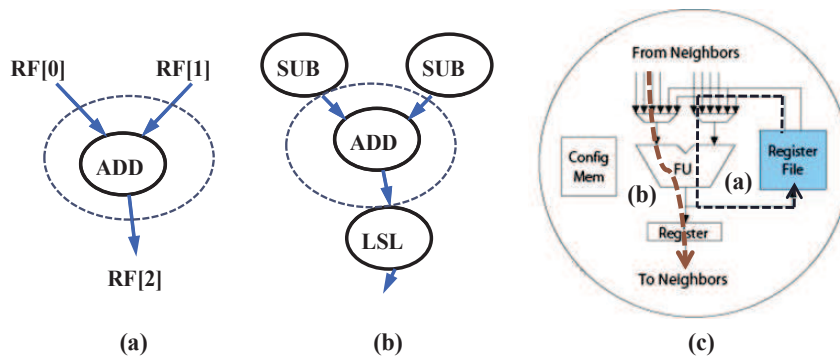 RF[0]
RF[1]
ADD
RF[2]
(a)
SUB
SUB
ADD
LSL
(b)
From Neighbors
Config
Mem
FU
Register
File
(b)
(a)
Register
To Neighbors
(c)